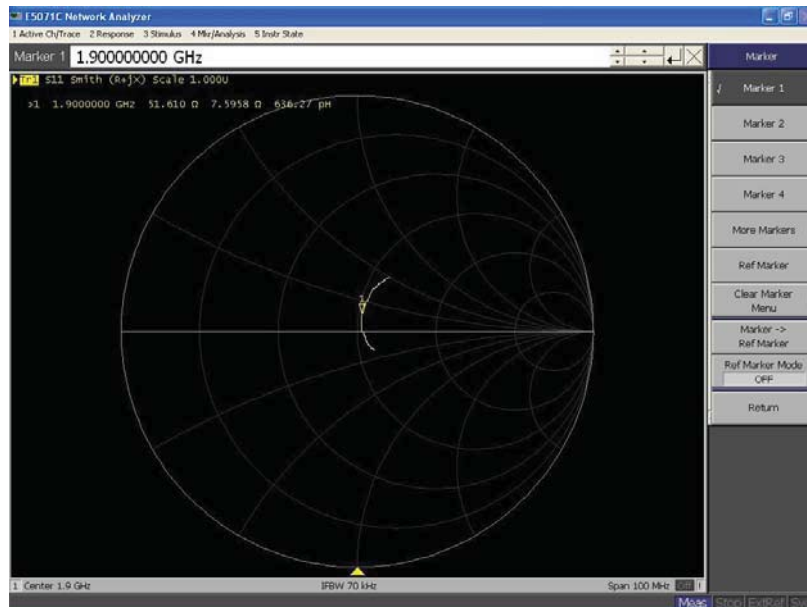 E5071C Network Analyzer
1 Active Ch/Trace 2 Response 3 Stimulus 4 Mkr/Analysis 5 Instr State
Marker 1 1.900000000 GHz
Tr1 S11 Smith (R+jX) Scale 1.000U
>1 1.9000000 GHz 51.610 Ω 7.5958 Ω 636.27 pH
1
Marker
√ Marker 1
Marker 2
Marker 3
Marker 4
More Markers
Ref Marker
Clear Marker
Menu
Marker ->
Ref Marker
Ref Marker Mode
OFF
Return
1 Center 1.9 GHz IFBW 70 kHz Span 100 MHz
Meas Stop ExtRef